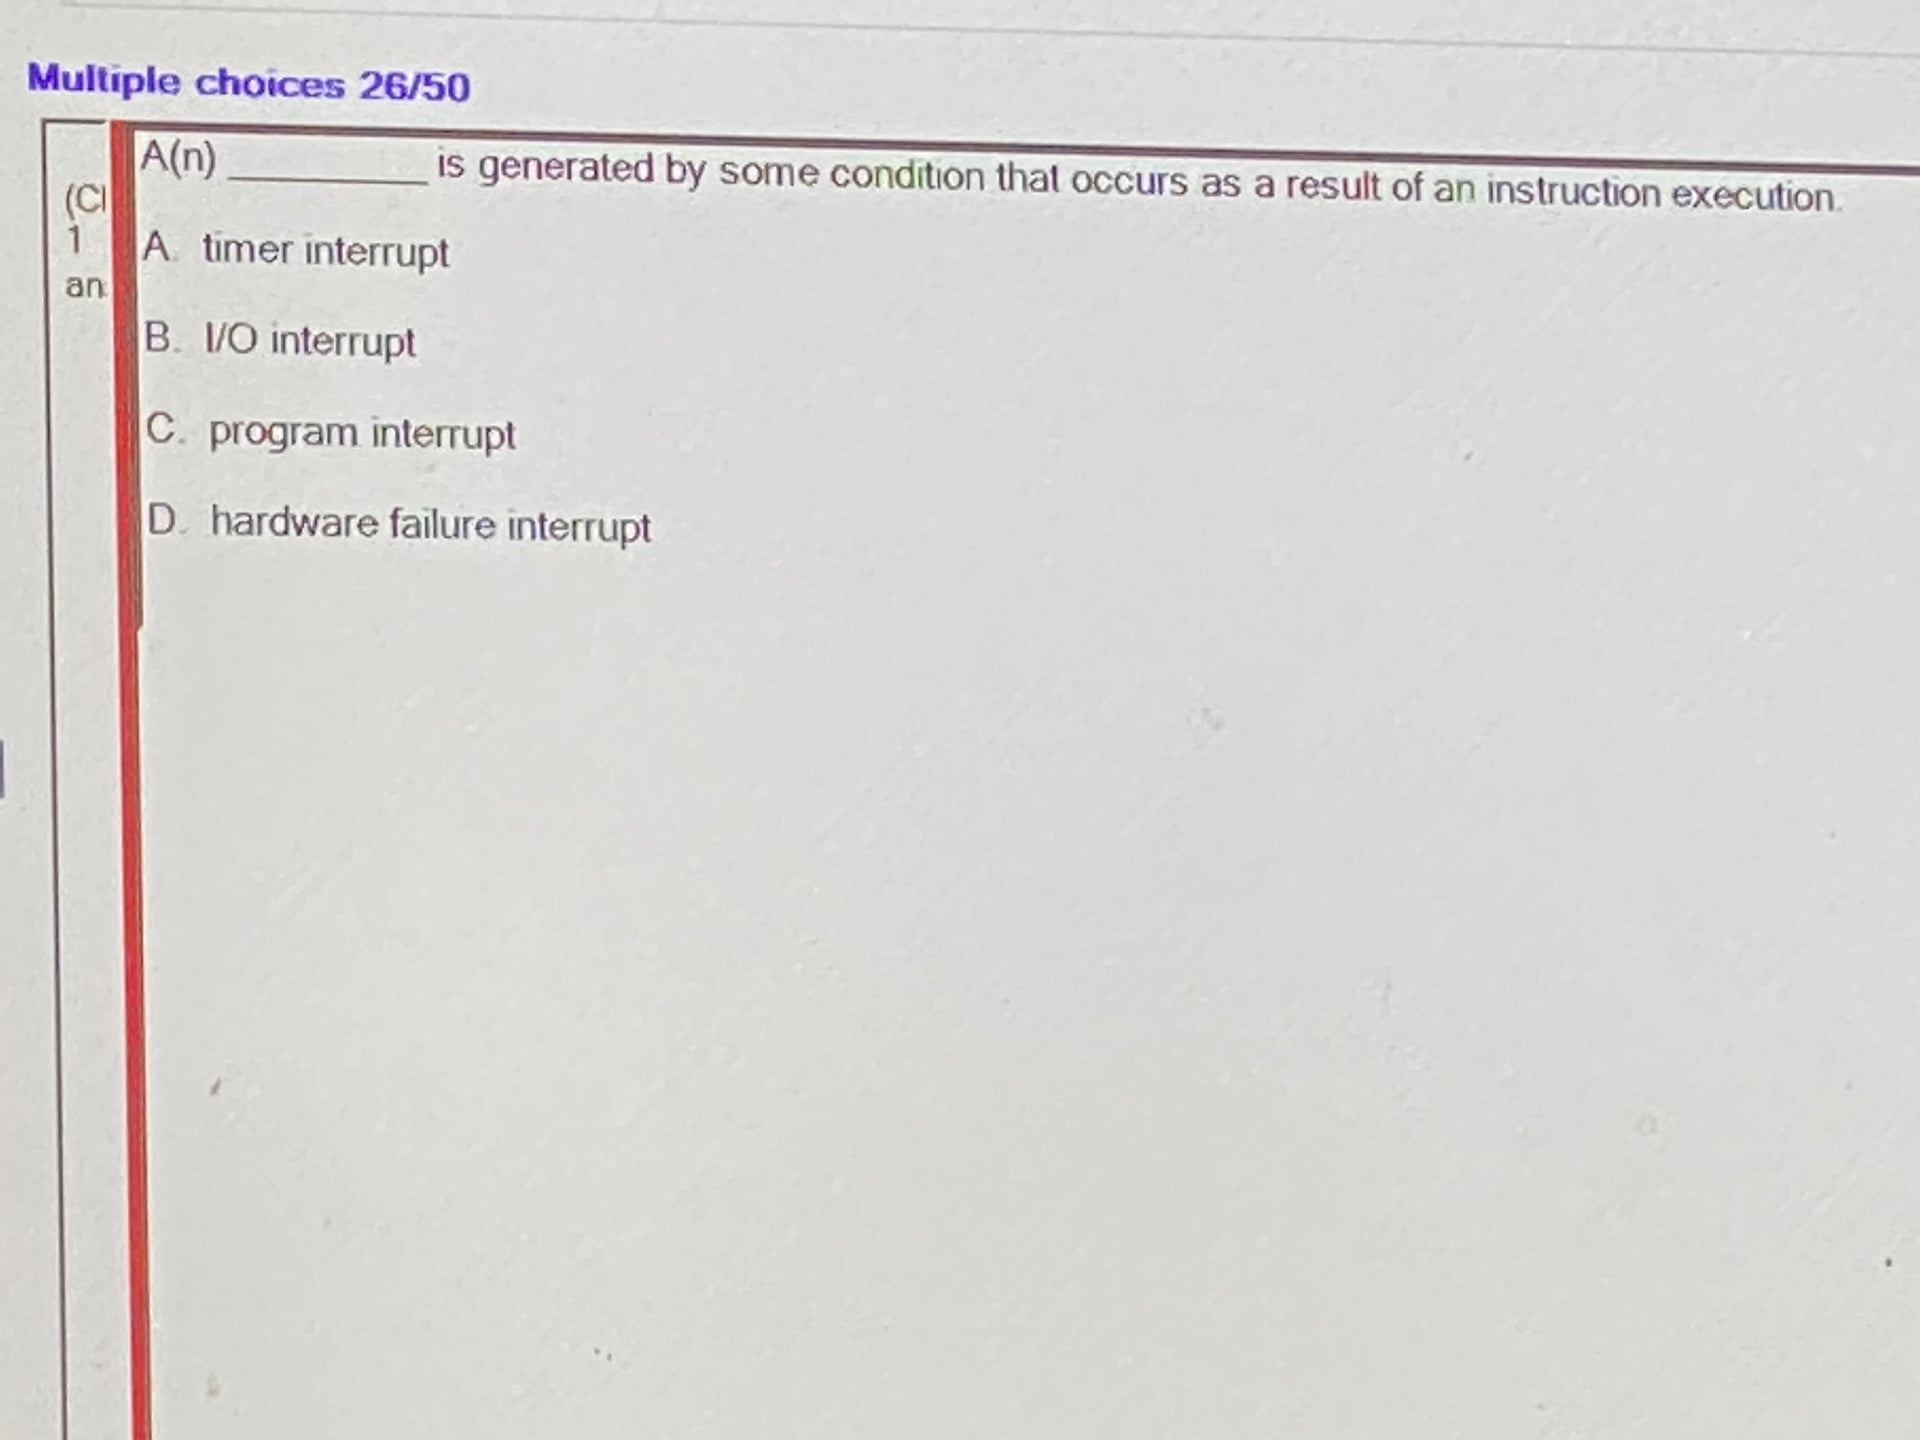 Multiple choices 26/50
A(n) __________ is generated by some condition that occurs as a result of an instruction execution.
(Cl
1
an
A. timer interrupt
B. I/O interrupt
C. program interrupt
D. hardware failure interrupt